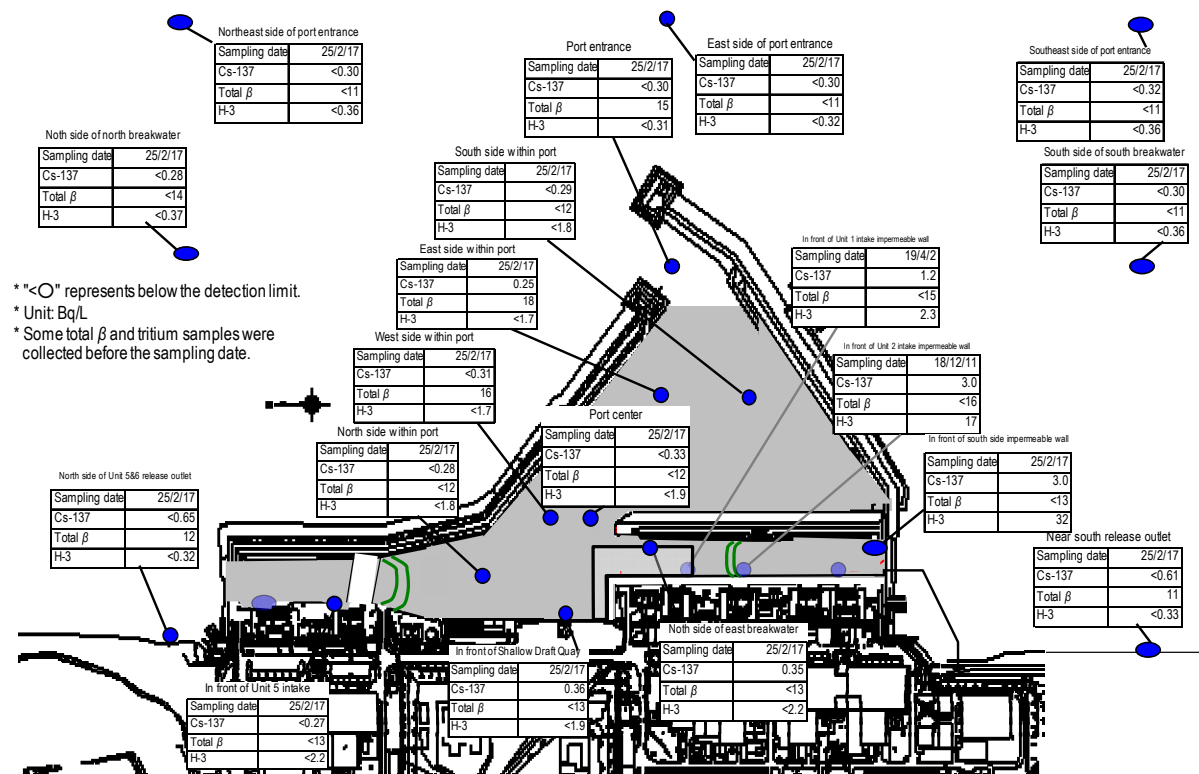 Northeast side of port entrance
Sampling date 25/2/17
Cs-137 <0.30
Total β <11
H-3 <0.36
Port entrance
Sampling date 25/2/17
Cs-137 <0.30
Total β 15
H-3 <0.31
East side of port entrance
Sampling date 25/2/17
Cs-137 <0.30
Total β <11
H-3 <0.32
Southeast side of port entrance
Sampling date 25/2/17
Cs-137 <0.32
Total β <11
H-3 <0.36
Noth side of north breakwater
Sampling date 25/2/17
Cs-137 <0.28
Total β <14
H-3 <0.37
South side within port
Sampling date 25/2/17
Cs-137 <0.29
Total β <12
H-3 <1.8
South side of south breakwater
Sampling date 25/2/17
Cs-137 <0.30
Total β <11
H-3 <0.36
* "<○" represents below the detection limit.
* Unit: Bq/L
* Some total β and tritium samples were
collected before the sampling date.
East side within port
Sampling date 25/2/17
Cs-137 0.25
Total β 18
H-3 <1.7
In front of Unit 1 intake impermeable wall
Sampling date 19/4/2
Cs-137 1.2
Total β <15
H-3 2.3
West side within port
Sampling date 25/2/17
Cs-137 <0.31
Total β 16
H-3 <1.7
In front of Unit 2 intake impermeable wall
Sampling date 18/12/11
Cs-137 3.0
Total β <16
H-3 17
North side within port
Sampling date 25/2/17
Cs-137 <0.28
Total β <12
H-3 <1.8
Port center
Sampling date 25/2/17
Cs-137 <0.33
Total β <12
H-3 <1.9
In front of south side impermeable wall
Sampling date 25/2/17
Cs-137 3.0
Total β <13
H-3 32
North side of Unit 5&6 release outlet
Sampling date 25/2/17
Cs-137 <0.65
Total β 12
H-3 <0.32
Near south release outlet
Sampling date 25/2/17
Cs-137 <0.61
Total β 11
H-3 <0.33
In front of Unit 5 intake
Sampling date 25/2/17
Cs-137 <0.27
Total β <13
H-3 <2.2
In front of Shallow Draft Quay
Sampling date 25/2/17
Cs-137 0.36
Total β <13
H-3 <1.9
Noth side of east breakwater
Sampling date 25/2/17
Cs-137 0.35
Total β <13
H-3 <2.2